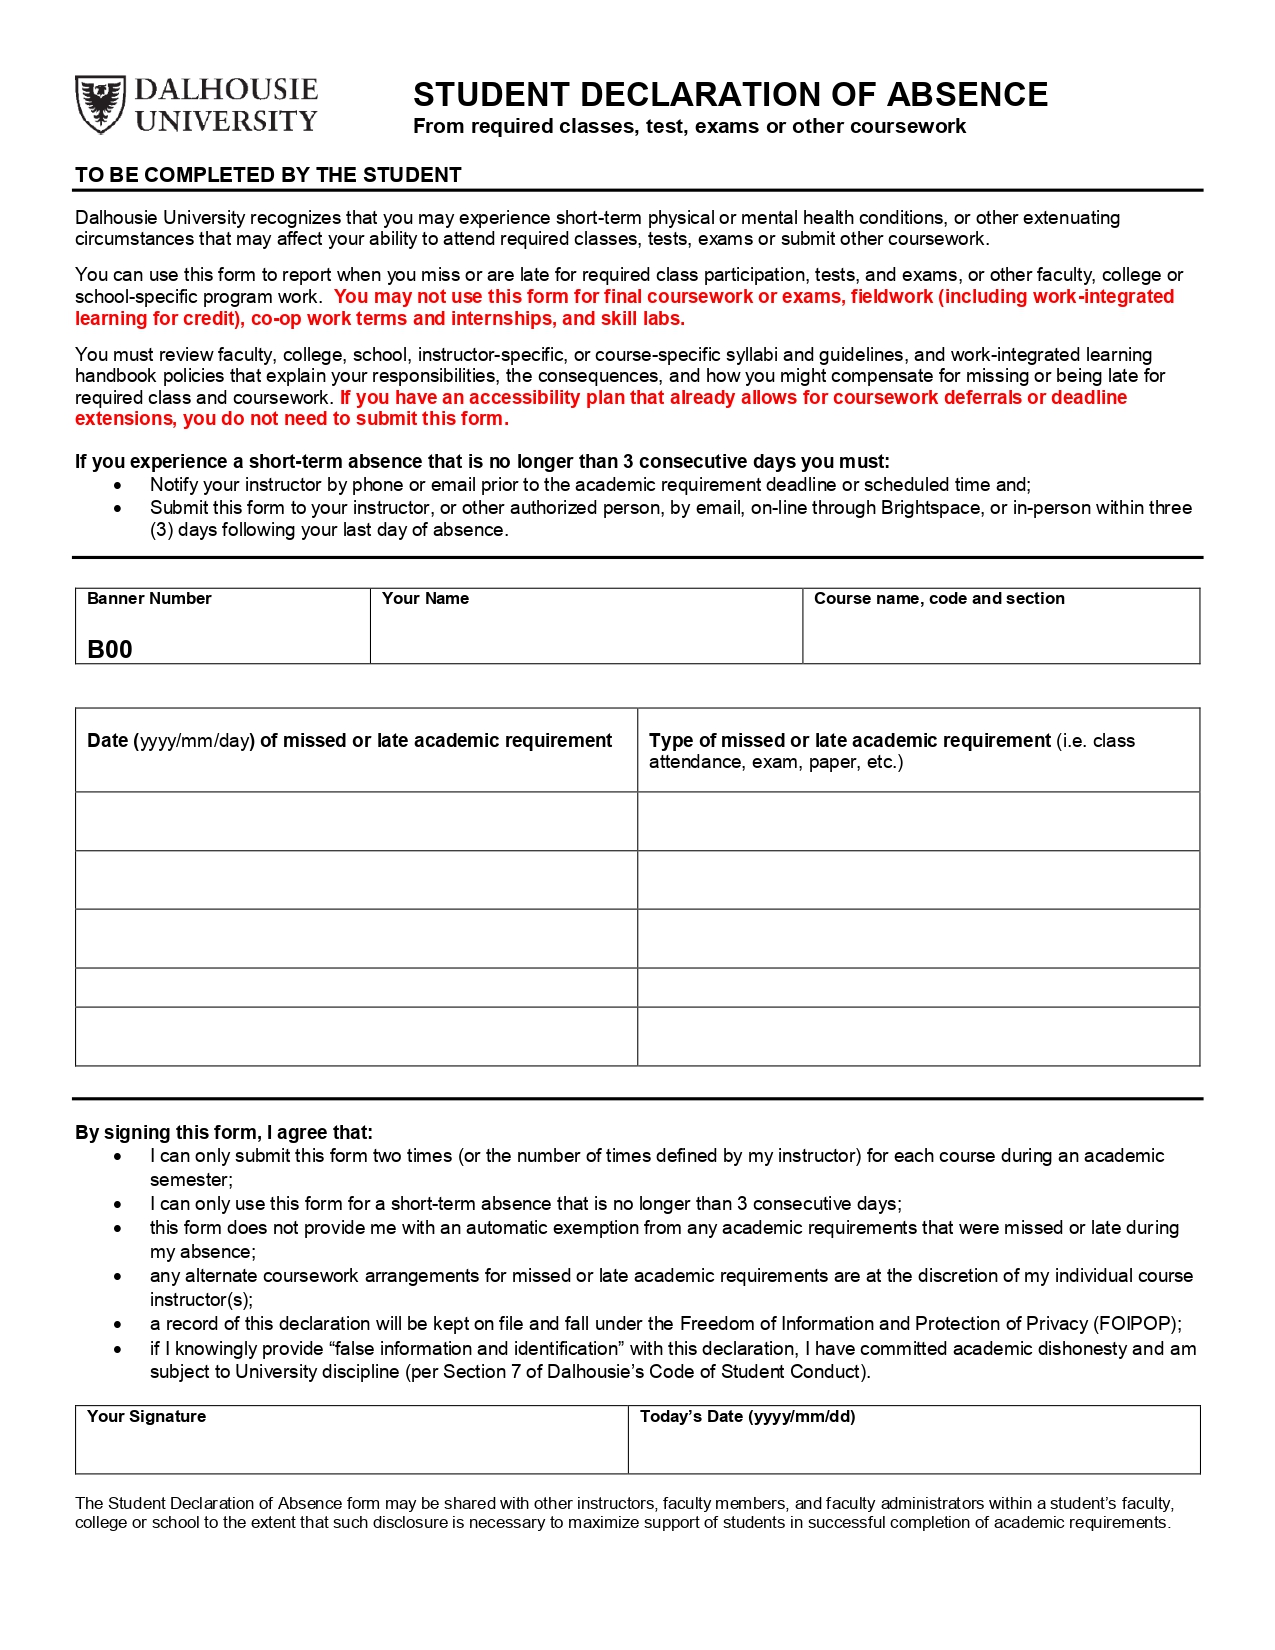 DALHOUSIE
UNIVERSITY
STUDENT DECLARATION OF ABSENCE
From required classes, test, exams or other coursework
TO BE COMPLETED BY THE STUDENT
Dalhousie University recognizes that you may experience short-term physical or mental health conditions, or other extenuating
circumstances that may affect your ability to attend required classes, tests, exams or submit other coursework.
You can use this form to report when you miss or are late for required class participation, tests, and exams, or other faculty, college or
school-specific program work. You may not use this form for final coursework or exams, fieldwork (including work-integrated
learning for credit), co-op work terms and internships, and skill labs.
You must review faculty, college, school, instructor-specific, or course-specific syllabi and guidelines, and work-integrated learning
handbook policies that explain your responsibilities, the consequences, and how you might compensate for missing or being late for
required class and coursework. If you have an accessibility plan that already allows for coursework deferrals or deadline
extensions, you do not need to submit this form.
If you experience a short-term absence that is no longer than 3 consecutive days you must:
• Notify your instructor by phone or email prior to the academic requirement deadline or scheduled time and;
• Submit this form to your instructor, or other authorized person, by email, on-line through Brightspace, or in-person within three
(3) days following your last day of absence.
Banner Number
B00
Your Name
Course name, code and section
Date (yyyy/mm/day) of missed or late academic requirement
Type of missed or late academic requirement (i.e. class
attendance, exam, paper, etc.)
By signing this form, I agree that:
• I can only submit this form two times (or the number of times defined by my instructor) for each course during an academic
semester;
• I can only use this form for a short-term absence that is no longer than 3 consecutive days;
• this form does not provide me with an automatic exemption from any academic requirements that were missed or late during
my absence;
• any alternate coursework arrangements for missed or late academic requirements are at the discretion of my individual course
instructor(s);
• a record of this declaration will be kept on file and fall under the Freedom of Information and Protection of Privacy (FOIPOP);
• if I knowingly provide “false information and identification” with this declaration, I have committed academic dishonesty and am
subject to University discipline (per Section 7 of Dalhousie’s Code of Student Conduct).
Your Signature
Today’s Date (yyyy/mm/dd)
The Student Declaration of Absence form may be shared with other instructors, faculty members, and faculty administrators within a student’s faculty,
college or school to the extent that such disclosure is necessary to maximize support of students in successful completion of academic requirements.